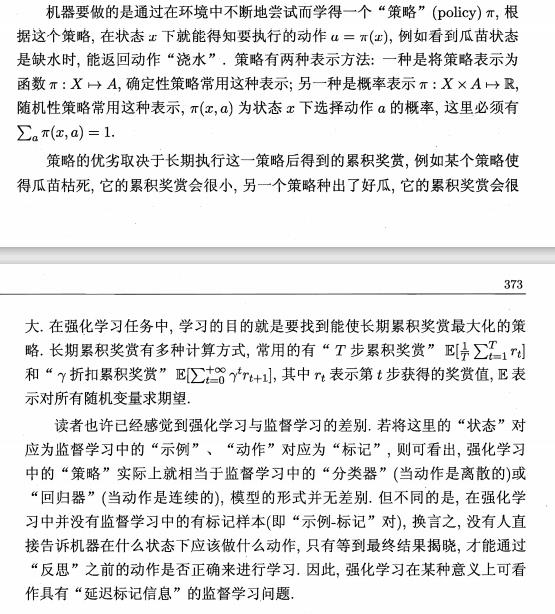 机器要做的是通过在环境中不断地尝试而学得一个“策略”(policy) π, 根
据这个策略, 在状态 x 下就能得知要执行的动作 a = π(x), 例如看到瓜苗状态
是缺水时, 能返回动作“浇水”. 策略有两种表示方法: 一种是将策略表示为
函数 π : X ↦ A, 确定性策略常用这种表示; 另一种是概率表示 π : X × A ↦ ℝ,
随机性策略常用这种表示, π(x, a) 为状态 x 下选择动作 a 的概率, 这里必须有
∑ₐ π(x, a) = 1.
策略的优劣取决于长期执行这一策略后得到的累积奖赏, 例如某个策略使
得瓜苗枯死, 它的累积奖赏会很小, 另一个策略种出了好瓜, 它的累积奖赏会很
373
大. 在强化学习任务中, 学习的目的就是要找到能使长期累积奖赏最大化的策
略. 长期累积奖赏有多种计算方式, 常用的有“T 步累积奖赏” 𝔼[\frac{1}{T} ∑_{t=1}^{T} r_t]
和“γ 折扣累积奖赏” 𝔼[∑_{t=0}^{+∞} γ^t r_{t+1}], 其中 r_t 表示第 t 步获得的奖赏值, 𝔼 表
示对所有随机变量求期望.
读者也许已经感觉到强化学习与监督学习的差别. 若将这里的“状态”对
应为监督学习中的“示例”、“动作”对应为“标记”, 则可看出, 强化学习
中的“策略”实际上就相当于监督学习中的“分类器”(当动作是离散的)或
“回归器”(当动作是连续的), 模型的形式并无差别. 但不同的是, 在强化学
习中并没有监督学习中的有标记样本(即“示例-标记”对), 换言之, 没有人直
接告诉机器在什么状态下应该做什么动作, 只有等到最终结果揭晓, 才能通过
“反思”之前的动作是否正确来进行学习. 因此, 强化学习在某种意义上可看
作具有“延迟标记信息”的监督学习问题.